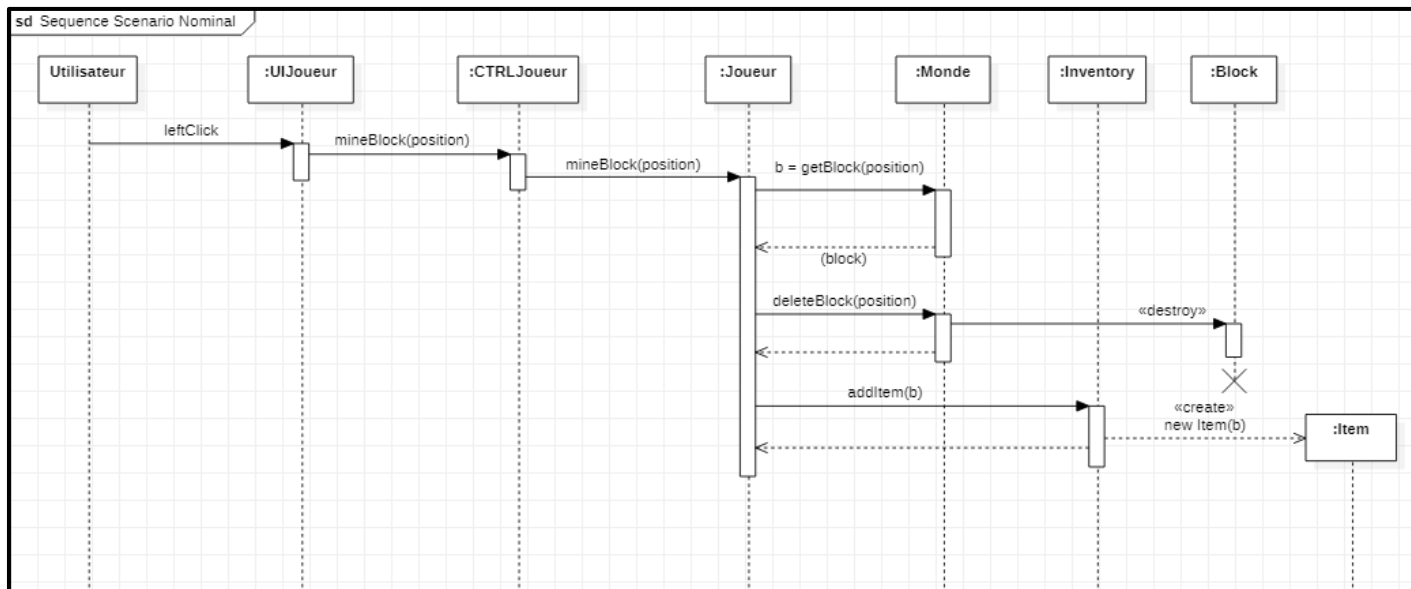 sd Sequence Scenario Nominal
Utilisateur
:UIJoueur
:CTRLJoueur
:Joueur
:Monde
:Inventory
:Block
leftClick
mineBlock(position)
mineBlock(position)
b = getBlock(position)
(block)
deleteBlock(position)
«destroy»
addItem(b)
«create»
new Item(b)
:Item